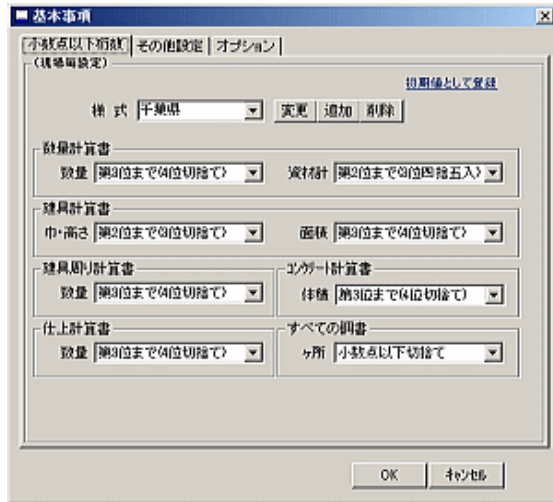 基本事項
小数点以下桁数 その他設定 オプション
(現場毎設定)
初期値として登録
様 式 千葉県 変更 追加 削除
数量計算書
数量 第3位まで(4位切捨て) 資材計 第2位まで(3位四捨五入)
建具計算書
巾・高さ 第2位まで(3位切捨て) 面積 第3位まで(4位切捨て)
建具周り計算書 コンクリート計算書
数量 第3位まで(4位切捨て) 体積 第3位まで(4位切捨て)
仕上計算書 すべての調書
数量 第3位まで(4位切捨て) ヶ所 小数点以下切捨て
OK キャンセル